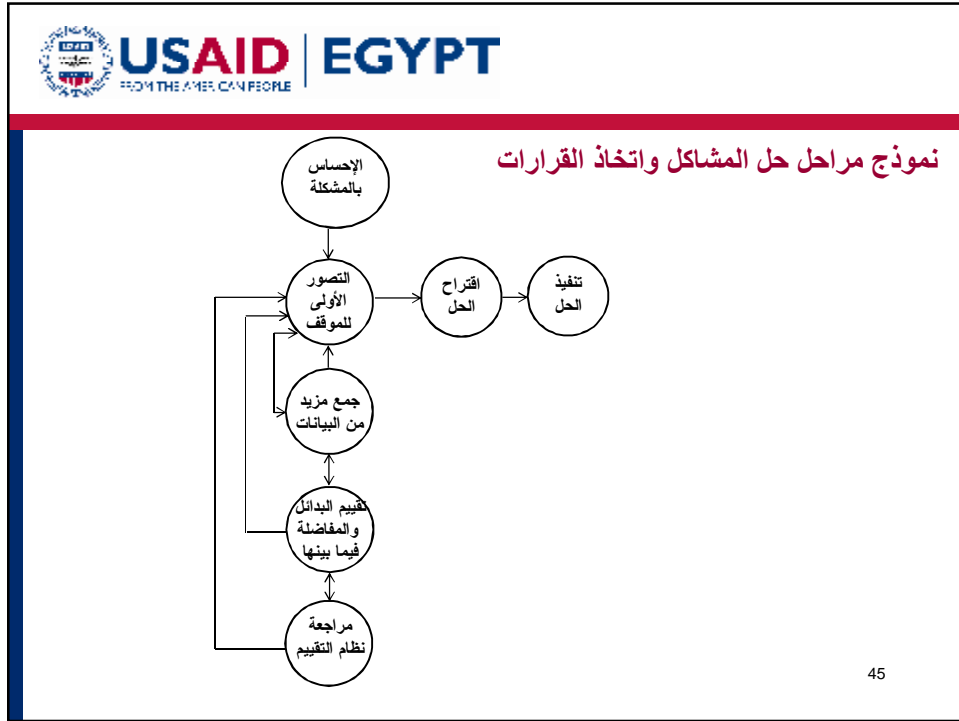 USAID
USAID | EGYPT
FROM THE AMERICAN PEOPLE
نموذج مراحل حل المشاكل واتخاذ القرارات
الإحساس
بالمشكلة
التصور
الأولى
للموقف
اقتراح
الحل
تنفيذ
الحل
جمع مزيد
من البيانات
تقييم البدائل
والمفاضلة
فيما بينها
مراجعة
نظام التقييم
45